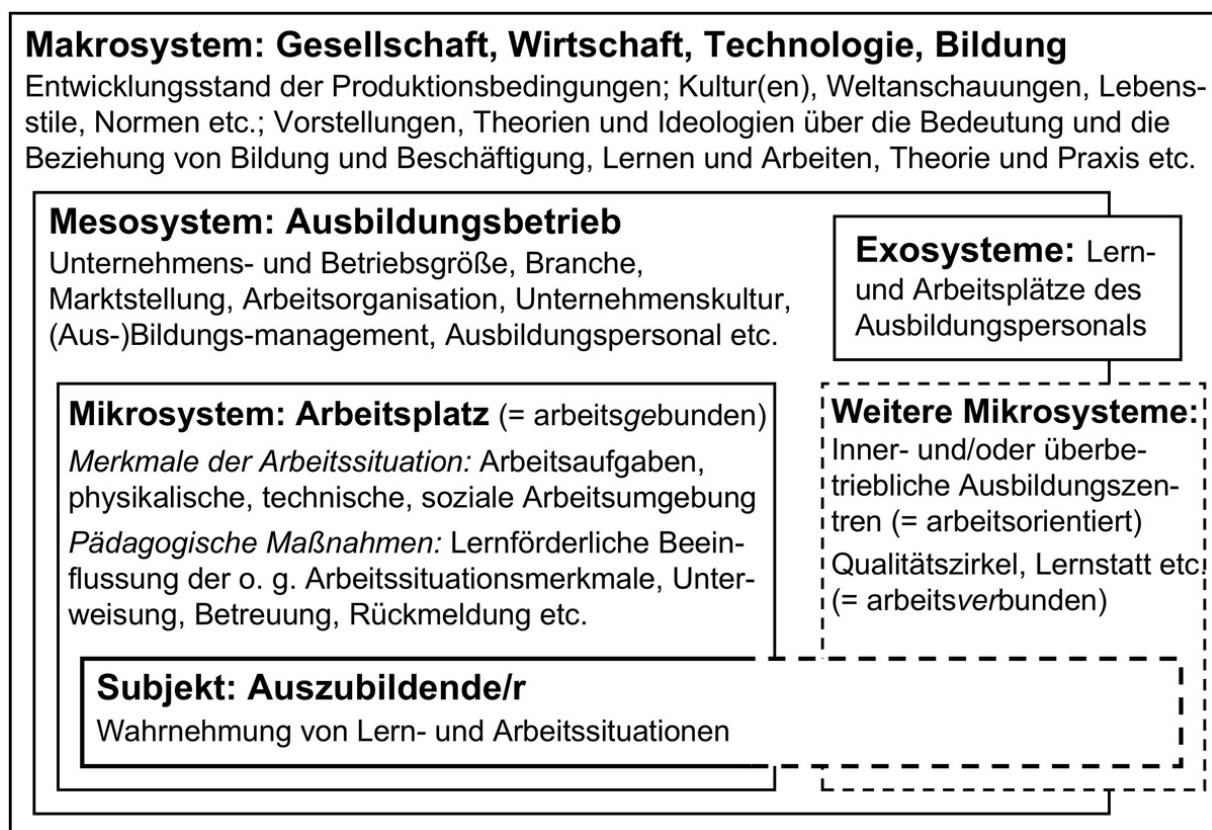 Makrosystem: Gesellschaft, Wirtschaft, Technologie, Bildung
Entwicklungsstand der Produktionsbedingungen; Kultur(en), Weltanschauungen, Lebens-
stile, Normen etc.; Vorstellungen, Theorien und Ideologien über die Bedeutung und die
Beziehung von Bildung und Beschäftigung, Lernen und Arbeiten, Theorie und Praxis etc.
Mesosystem: Ausbildungsbetrieb
Unternehmens- und Betriebsgröße, Branche,
Marktstellung, Arbeitsorganisation, Unternehmenskultur,
(Aus-)Bildungs-management, Ausbildungspersonal etc.
Exosysteme: Lern-
und Arbeitsplätze des
Ausbildungspersonals
Mikrosystem: Arbeitsplatz (= arbeitsgebunden)
Merkmale der Arbeitssituation: Arbeitsaufgaben,
physikalische, technische, soziale Arbeitsumgebung
Pädagogische Maßnahmen: Lernförderliche Beein-
flussung der o. g. Arbeitssituationsmerkmale, Unter-
weisung, Betreuung, Rückmeldung etc.
Weitere Mikrosysteme:
Inner- und/oder überbe-
triebliche Ausbildungszen-
tren (= arbeitsorientiert)
Qualitätszirkel, Lernstatt etc.
(= arbeitsverbunden)
Subjekt: Auszubildende/r
Wahrnehmung von Lern- und Arbeitssituationen